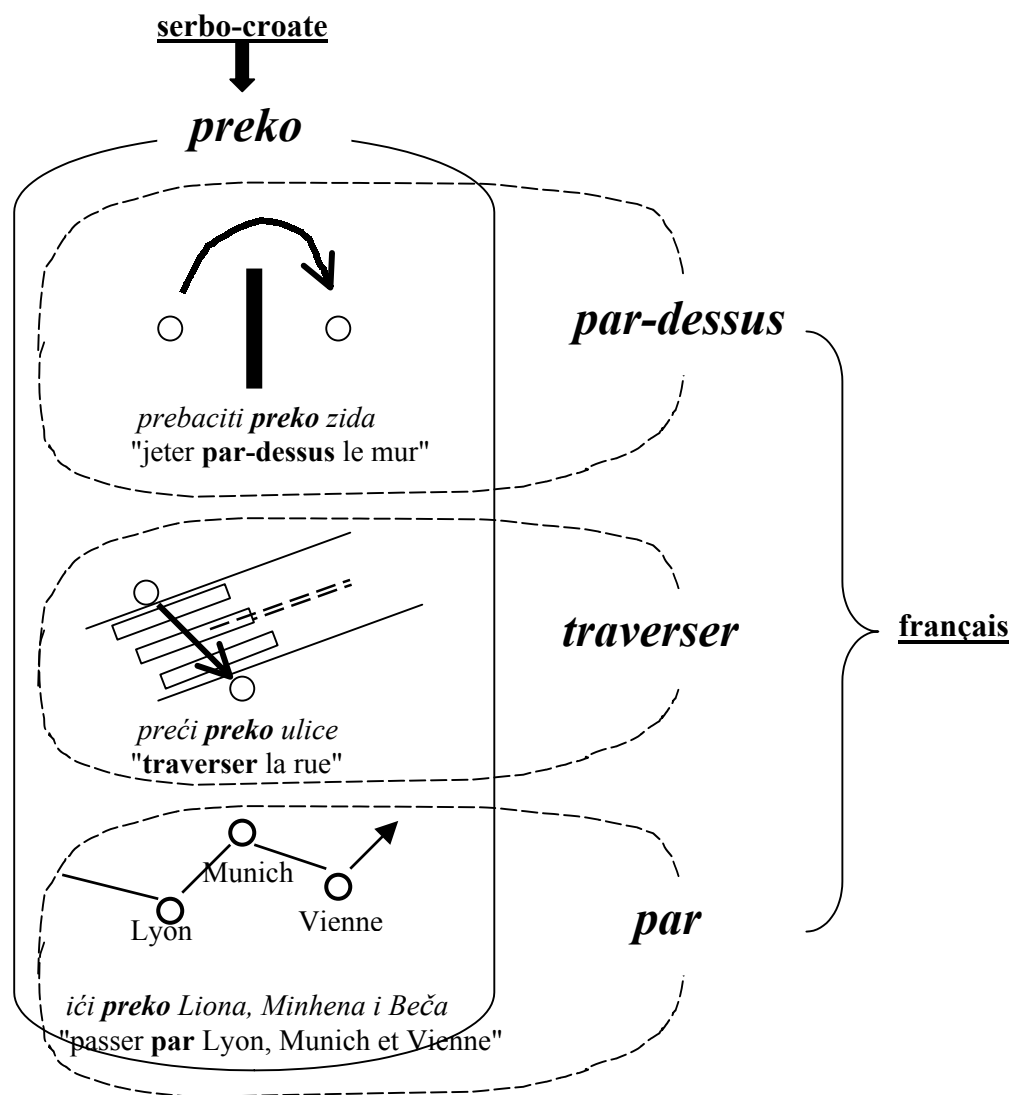 serbo-croate
preko
par-dessus
prebaciti preko zida
"jeter par-dessus le mur"
traverser
français
preći preko ulice
"traverser la rue"
Munich
Lyon
Vienne
par
ići preko Liona, Minhena i Beča
"passer par Lyon, Munich et Vienne"